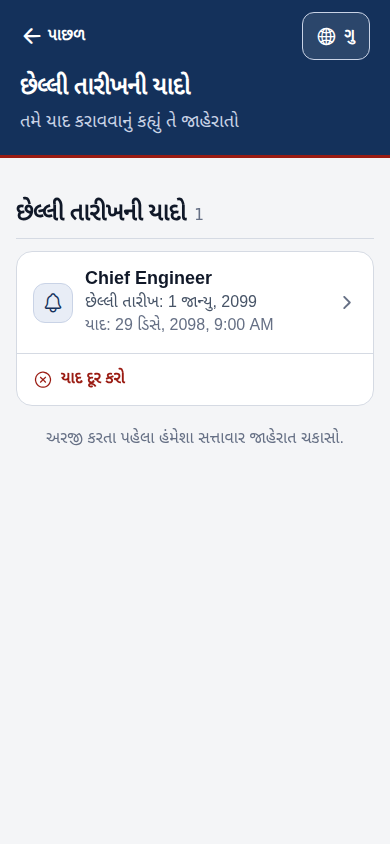 પાછળ
ગુ
છેલ્લી તારીખની યાદો
તમે યાદ કરાવવાનું કહ્યું તે જાહેરાતો
છેલ્લી તારીખની યાદો 1
Chief Engineer
છેલ્લી તારીખ: 1 જાન્યુ, 2099
યાદ: 29 ડિસે, 2098, 9:00 AM
યાદ દૂર કરો
અરજી કરતા પહેલા હંમેશા સત્તાવાર જાહેરાત ચકાસો.